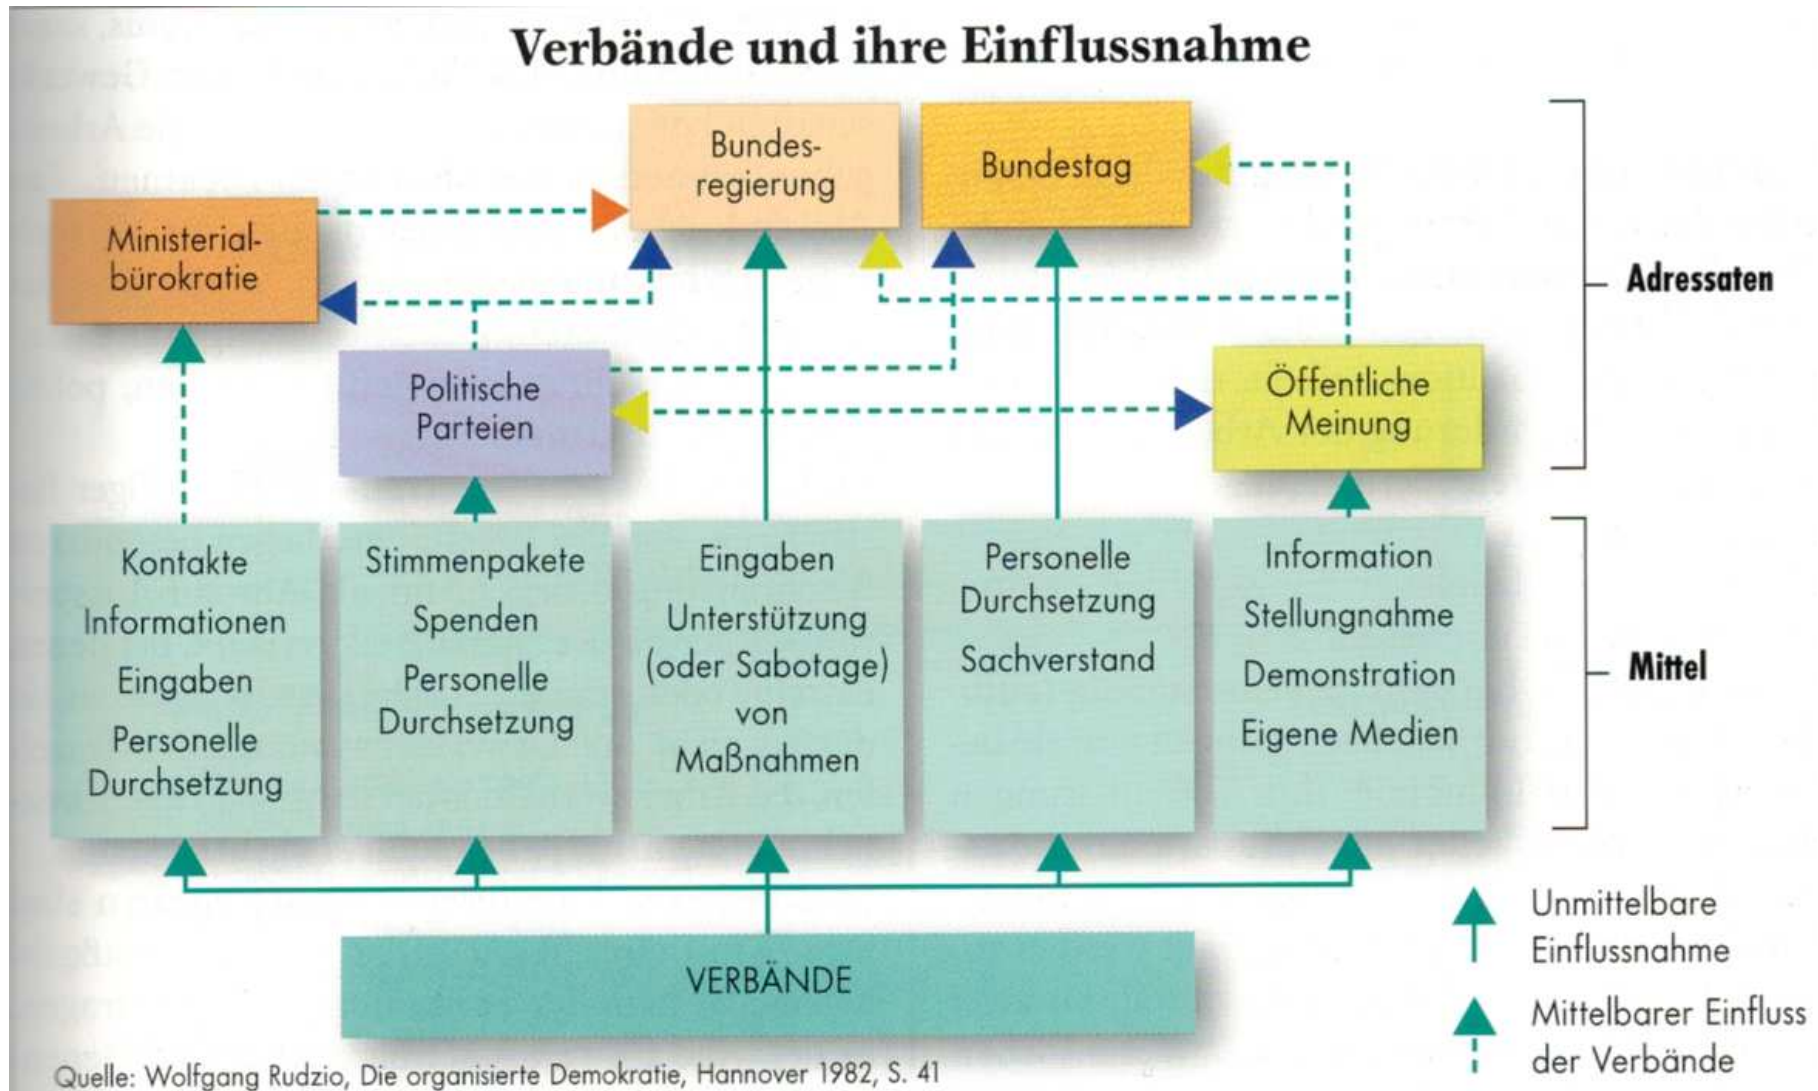 Verbände und ihre Einflussnahme
Bundes-
regierung
Bundestag
Ministerial-
bürokratie
Adressaten
Politische
Parteien
Öffentliche
Meinung
Kontakte
Informationen
Eingaben
Personelle
Durchsetzung
Stimmenpakete
Spenden
Personelle
Durchsetzung
Eingaben
Unterstützung
(oder Sabotage)
von
Maßnahmen
Personelle
Durchsetzung
Sachverstand
Information
Stellungnahme
Demonstration
Eigene Medien
Mittel
VERBÄNDE
Unmittelbare
Einflussnahme
Mittelbarer Einfluss
der Verbände
Quelle: Wolfgang Rudzio, Die organisierte Demokratie, Hannover 1982, S. 41